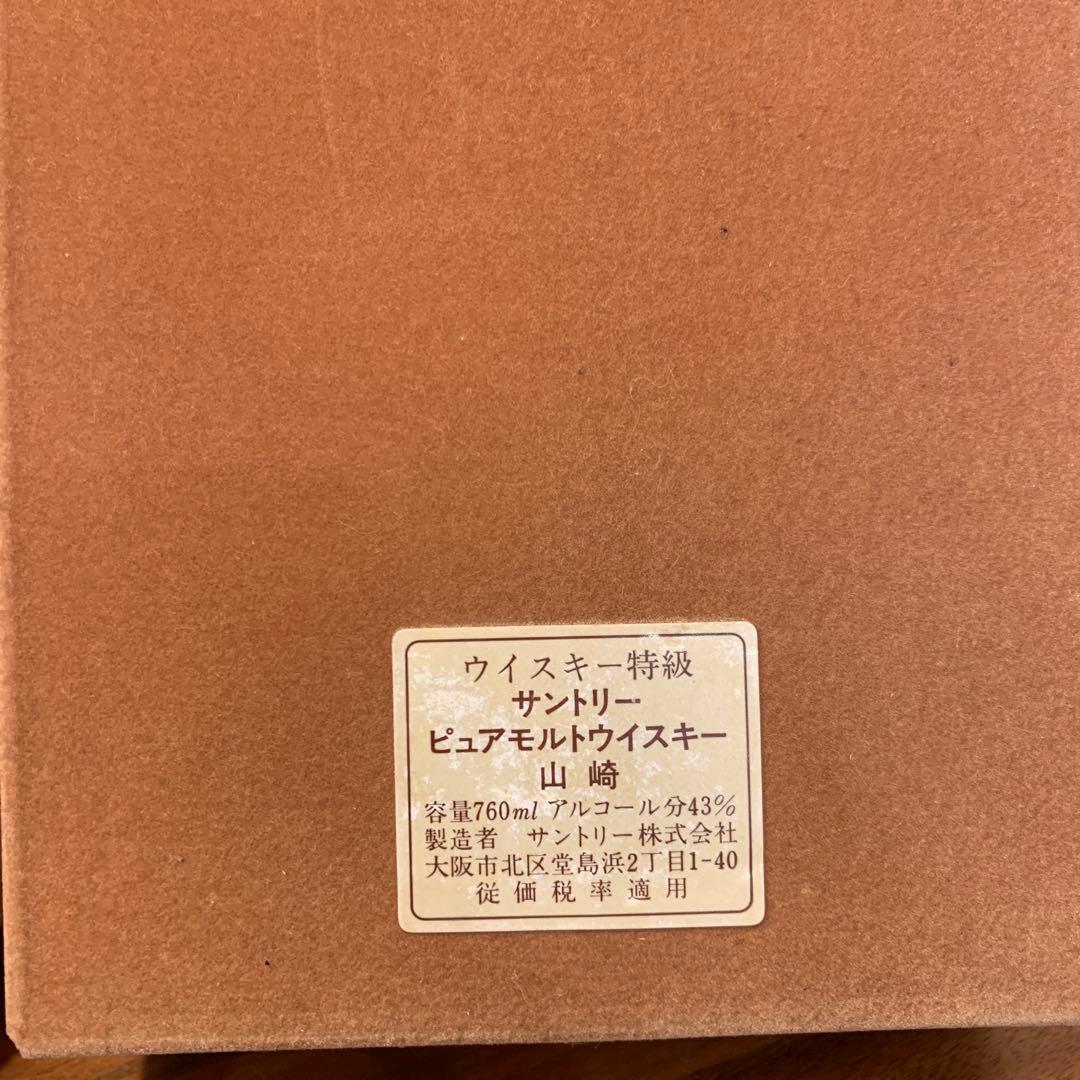 ウイスキー特級
サントリー
ピュアモルトウイスキー
山崎
容量760ml アルコール分43%
製造者 サントリー株式会社
大阪市北区堂島浜2丁目1-40
従価税率適用